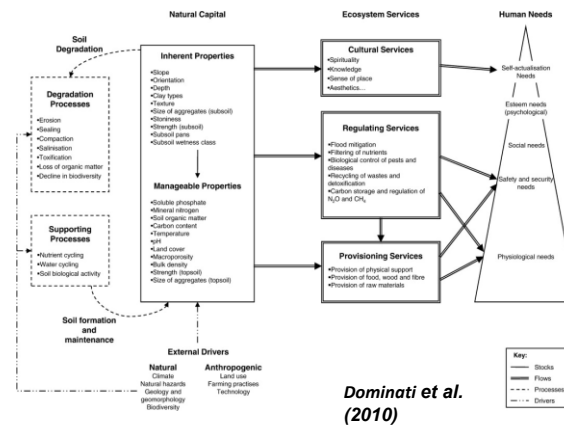 Natural Capital
Ecosystem Services
Human Needs
Soil
Degradation
Degradation
Processes
•Erosion
•Sealing
•Compaction
•Salinisation
•Toxification
•Loss of organic matter
•Decline in biodiversity
Supporting
Processes
•Nutrient cycling
•Water cycling
•Soil biological activity
Soil formation
and
maintenance
Inherent Properties
•Slope
•Orientation
•Depth
•Clay types
•Texture
•Size of aggregates (subsoil)
•Stoniness
•Strength (subsoil)
•Subsoil pans
•Subsoil wetness class
Manageable Properties
•Soluble phosphate
•Mineral nitrogen
•Soil organic matter
•Carbon content
•Temperature
•pH
•Land cover
•Macroporosity
•Bulk density
•Strength (topsoil)
•Size of aggregates (topsoil)
External Drivers
Natural
Climate
Natural hazards
Geology and
geomorphology
Biodiversity
Anthropogenic
Land use
Farming practises
Technology
Cultural Services
•Spirituality
•Knowledge
•Sense of place
•Aesthetics...
Regulating Services
•Flood mitigation
•Filtering of nutrients
•Biological control of pests and
diseases
•Recycling of wastes and
detoxification
•Carbon storage and regulation of
N₂O and CH₄
Provisioning Services
•Provision of physical support
•Provision of food, wood and fibre
•Provision of raw materials
Self-actualisation
Needs
Esteem needs
(psychological)
Social needs
Safety and security
needs
Physiological needs
Key:
Stocks
Flows
Processes
Drivers
Dominati et al.
(2010)